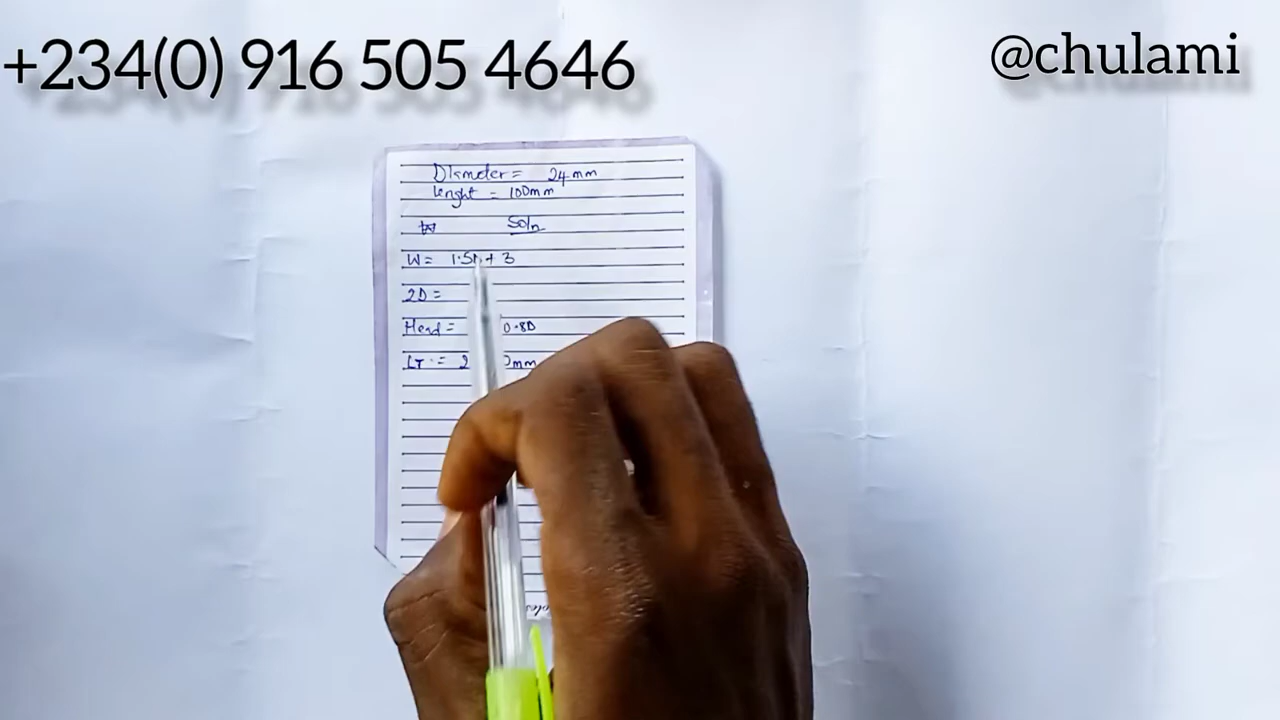 +234(0) 916 505 4646
@chulami
Diameter = 24mm
lenght = 100mm
Soln
W = 1.5D + 3
2D =
Head = 0.8D
LT = 2 0mm